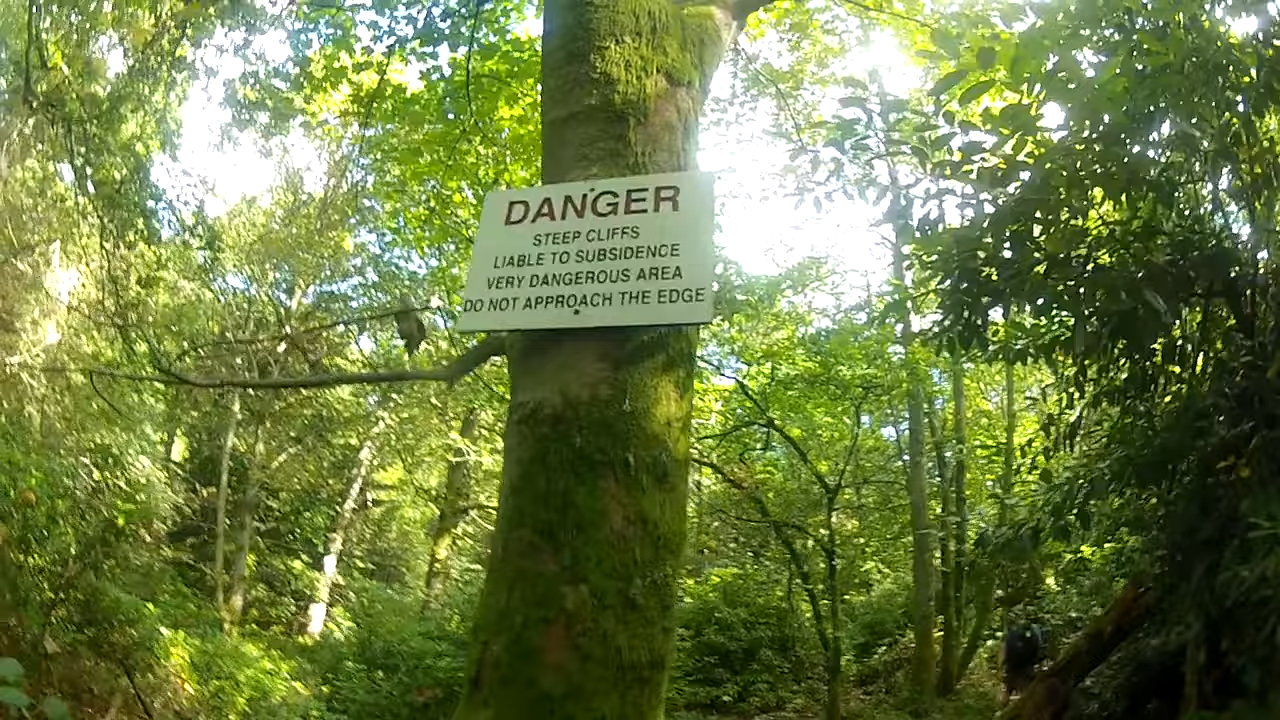 DANGER
STEEP CLIFFS
LIABLE TO SUBSIDENCE
VERY DANGEROUS AREA
DO NOT APPROACH THE EDGE